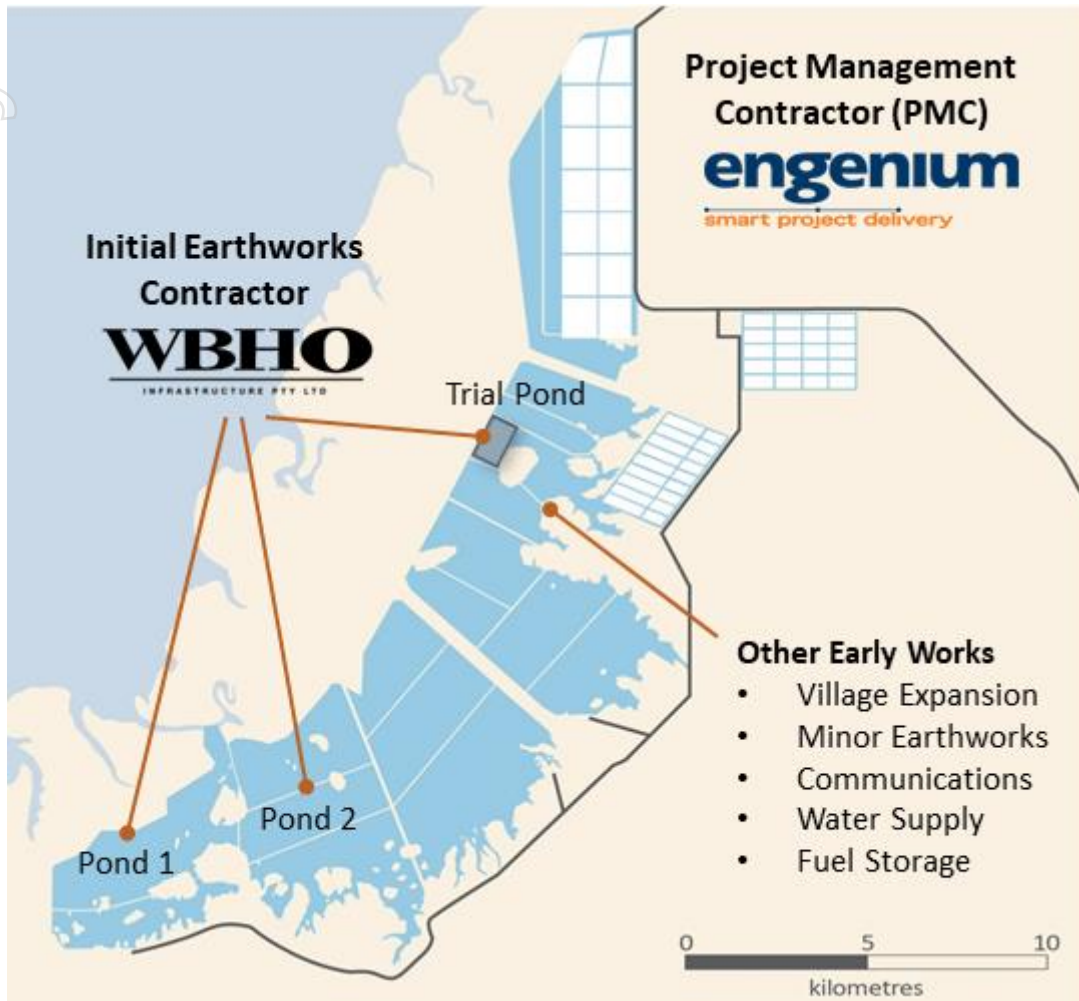 Project Management
Contractor (PMC)
engenium
smart project delivery
Initial Earthworks
Contractor
WBHO
INFRASTRUCTURE PTY LTD
Trial Pond
Other Early Works
• Village Expansion
• Minor Earthworks
• Communications
• Water Supply
• Fuel Storage
Pond 2
Pond 1
0 5 10
kilometres